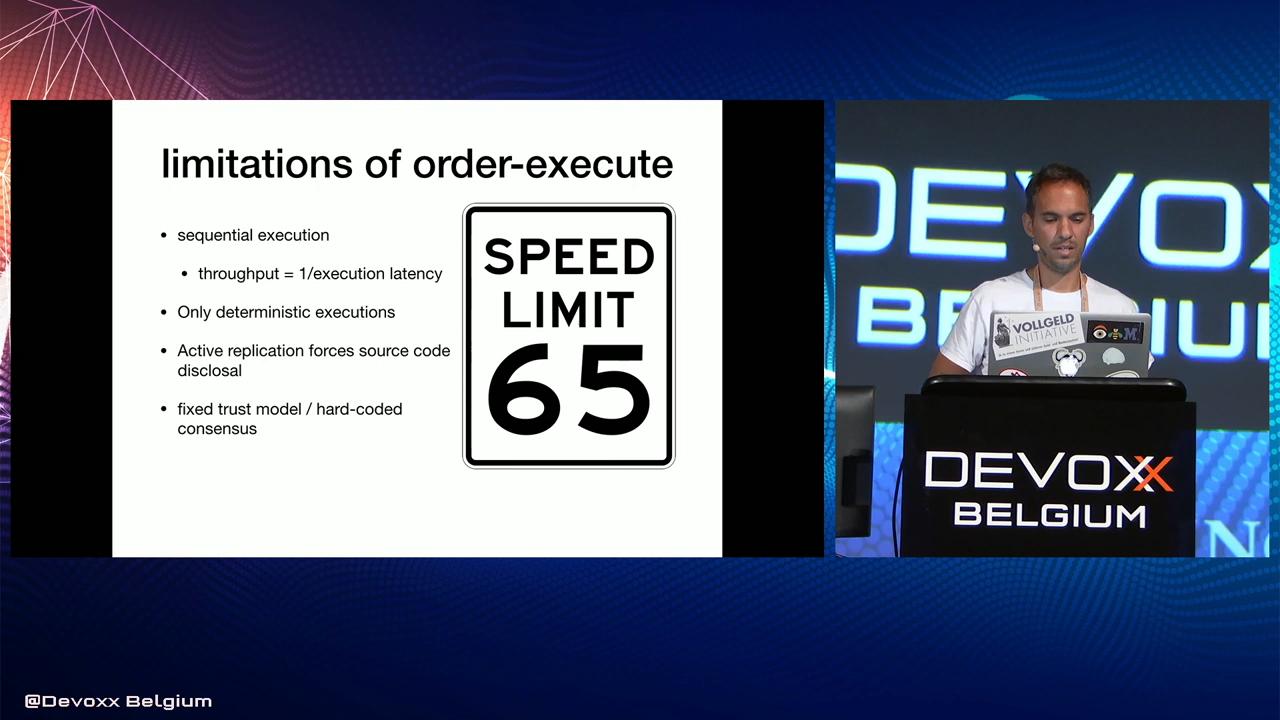 limitations of order-execute
• sequential execution
• throughput = 1/execution latency
• Only deterministic executions
• Active replication forces source code
disclosal
• fixed trust model / hard-coded
consensus
SPEED
LIMIT
65
DEVOX
BELGIU
VOLLGELD
INITIATIVE
M
DEVOXX
BELGIUM
@Devoxx Belgium